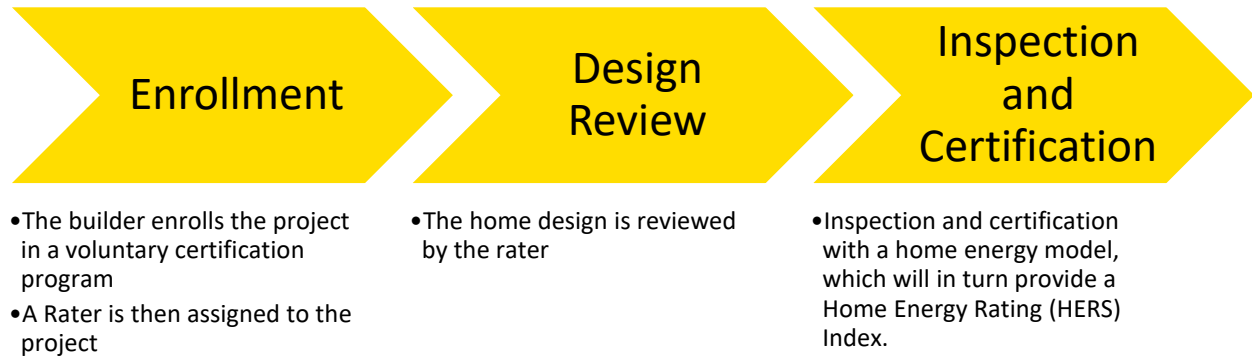 Enrollment
•The builder enrolls the project
in a voluntary certification
program
•A Rater is then assigned to the
project
Design
Review
•The home design is reviewed
by the rater
Inspection
and
Certification
•Inspection and certification
with a home energy model,
which will in turn provide a
Home Energy Rating (HERS)
Index.